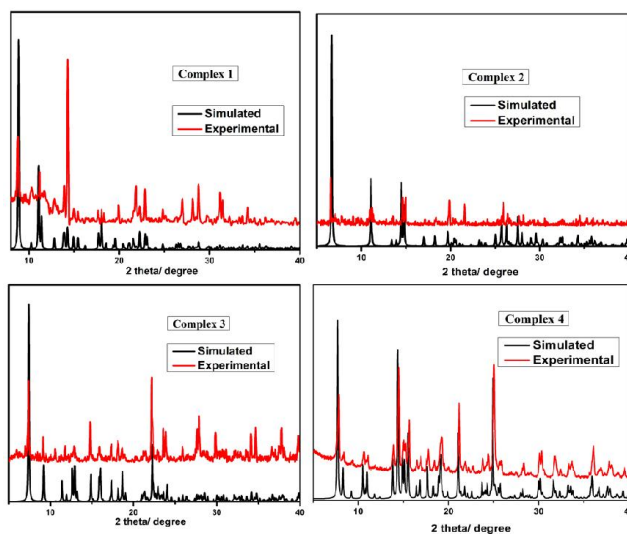 Complex 1
Simulated
Experimental
10 20 30 40
2 theta/ degree
Complex 2
Simulated
Experimental
10 20 30 40
2 theta/ degree
Complex 3
Simulated
Experimental
10 20 30 40
2 theta/ degree
Complex 4
Simulated
Experimental
10 20 30 40
2 theta/ degree